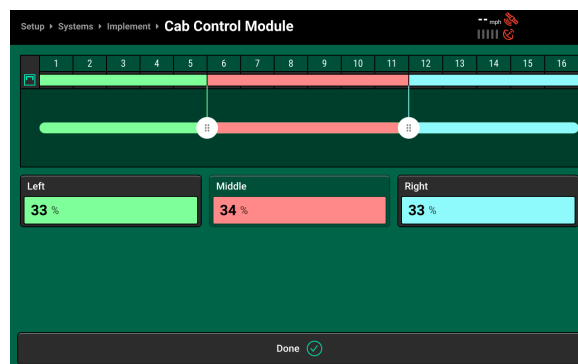 Setup › Systems › Implement › Cab Control Module
-- mph
1 2 3 4 5 6 7 8 9 10 11 12 13 14 15 16
Left Middle Right
33 % 34 % 33 %
Done